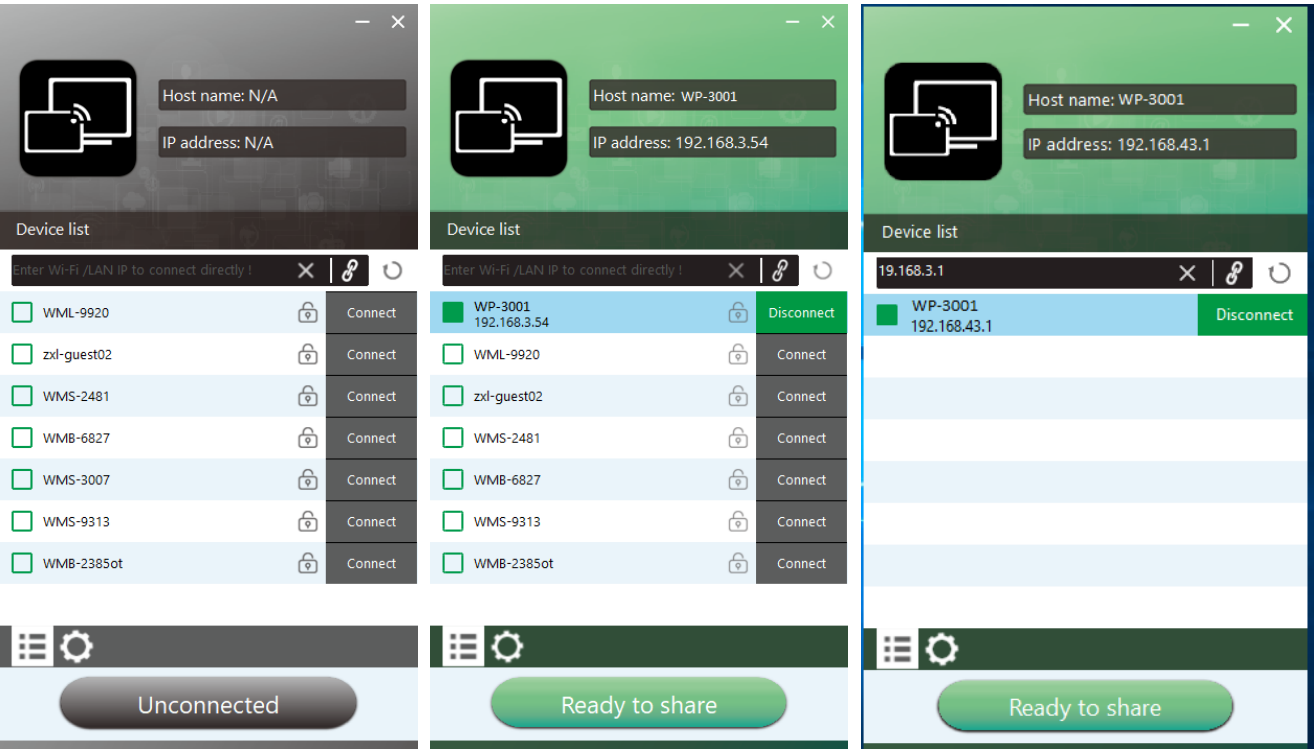 Host name: N/A
IP address: N/A
Device list
Enter Wi-Fi /LAN IP to connect directly !
WML-9920 Connect
zxl-guest02 Connect
WMS-2481 Connect
WMB-6827 Connect
WMS-3007 Connect
WMS-9313 Connect
WMB-2385ot Connect
Unconnected
Host name: WP-3001
IP address: 192.168.3.54
Device list
Enter Wi-Fi /LAN IP to connect directly !
WP-3001
192.168.3.54
Disconnect
WML-9920 Connect
zxl-guest02 Connect
WMS-2481 Connect
WMB-6827 Connect
WMS-9313 Connect
WMB-2385ot Connect
Ready to share
Host name: WP-3001
IP address: 192.168.43.1
Device list
19.168.3.1
WP-3001
192.168.43.1
Disconnect
Ready to share